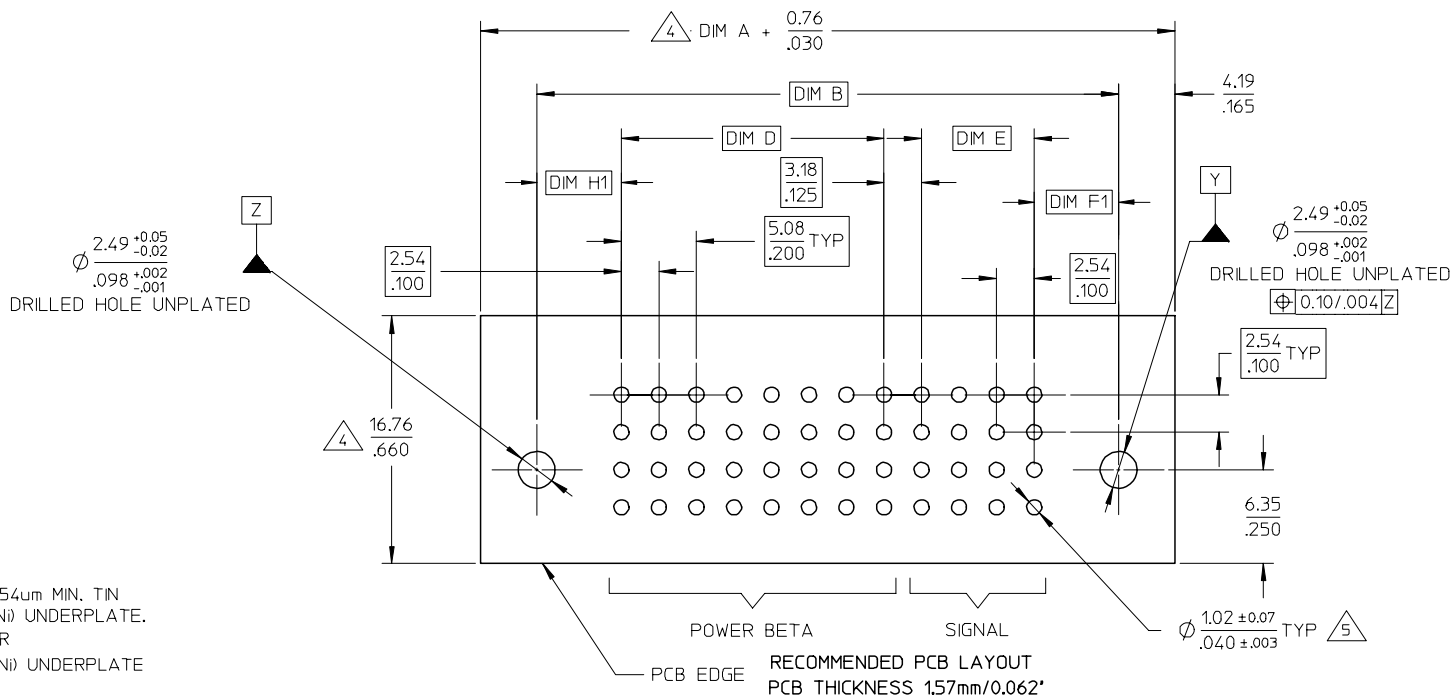 4 DIM A + 0.76
.030
DIM B
4.19
.165
DIM D
DIM E
DIM H1
3.18
.125
DIM F1
Z
Y
Ø 2.49 +0.05 -0.02
.098 +.002 -.001
DRILLED HOLE UNPLATED
2.54
.100
5.08
.200 TYP
2.54
.100
Ø 2.49 +0.05 -0.02
.098 +.002 -.001
DRILLED HOLE UNPLATED
⌖ 0.10/.004 Z
2.54
.100 TYP
4 16.76
.660
6.35
.250
54um MIN. TIN
Ni) UNDERPLATE.
R
Ni) UNDERPLATE
POWER BETA
SIGNAL
Ø 1.02 ±0.07
.040 ±.003 TYP 5
PCB EDGE
RECOMMENDED PCB LAYOUT
PCB THICKNESS 1.57mm/0.062"